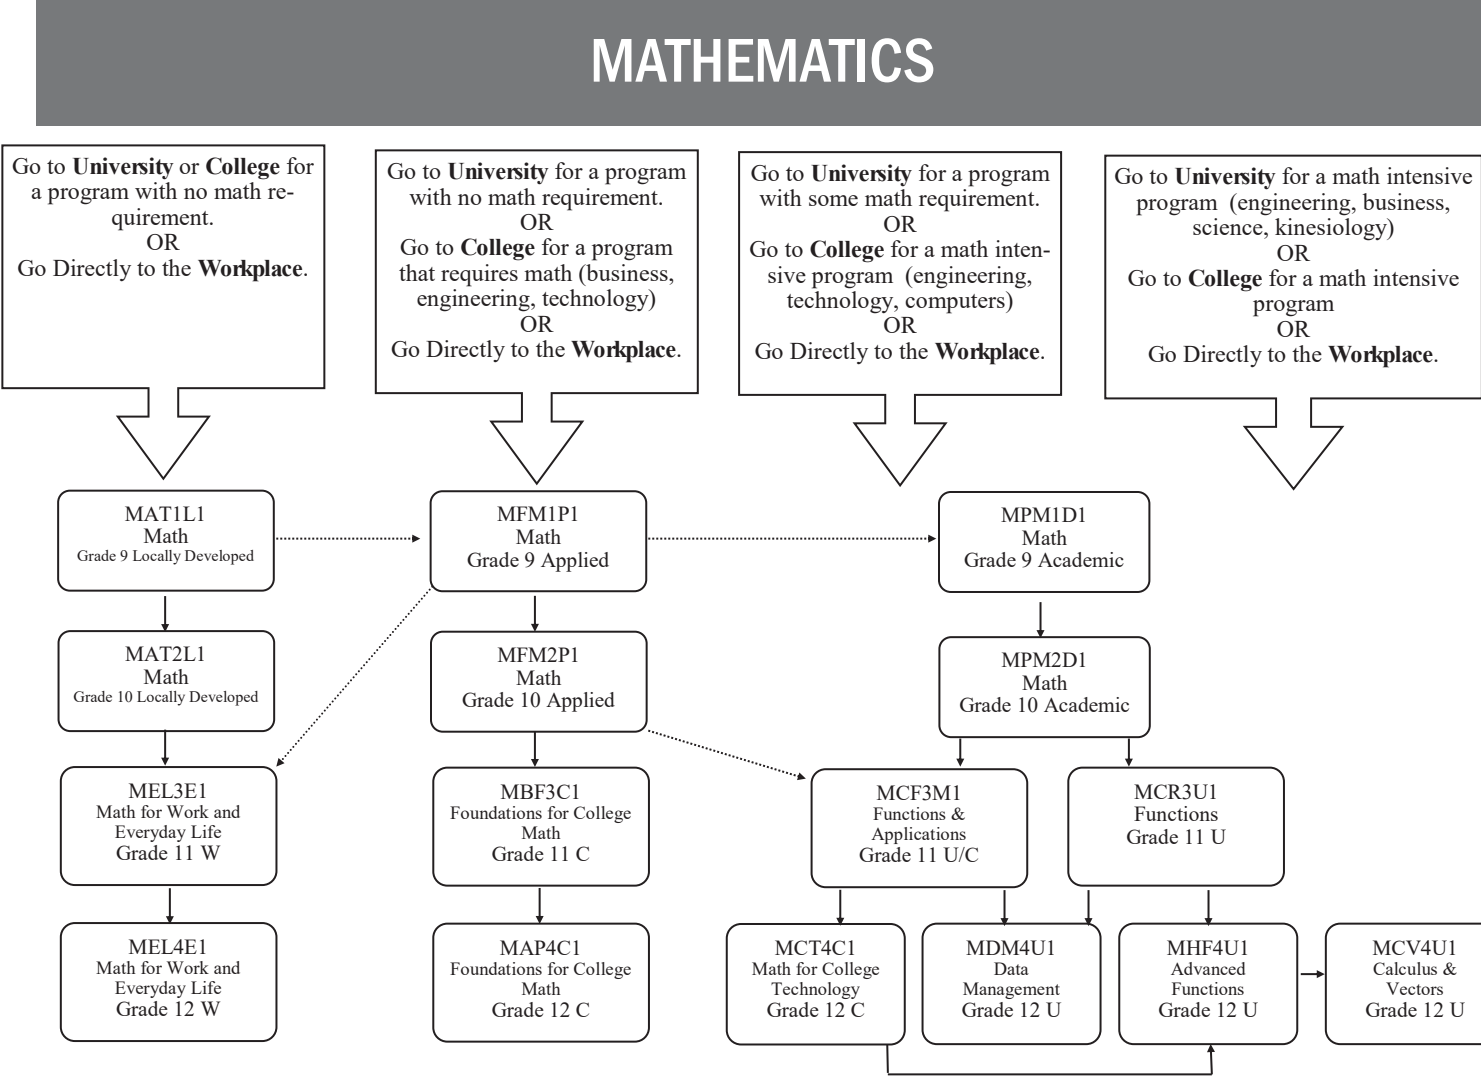 MATHEMATICS
Go to University or College for
a program with no math re-
quirement.
OR
Go Directly to the Workplace.
Go to University for a program
with no math requirement.
OR
Go to College for a program
that requires math (business,
engineering, technology)
OR
Go Directly to the Workplace.
Go to University for a program
with some math requirement.
OR
Go to College for a math inten-
sive program (engineering,
technology, computers)
OR
Go Directly to the Workplace.
Go to University for a math intensive
program (engineering, business,
science, kinesiology)
OR
Go to College for a math intensive
program
OR
Go Directly to the Workplace.
MAT1L1
Math
Grade 9 Locally Developed
MFM1P1
Math
Grade 9 Applied
MPM1D1
Math
Grade 9 Academic
MAT2L1
Math
Grade 10 Locally Developed
MFM2P1
Math
Grade 10 Applied
MPM2D1
Math
Grade 10 Academic
MEL3E1
Math for Work and
Everyday Life
Grade 11 W
MBF3C1
Foundations for College
Math
Grade 11 C
MCF3M1
Functions &
Applications
Grade 11 U/C
MCR3U1
Functions
Grade 11 U
MEL4E1
Math for Work and
Everyday Life
Grade 12 W
MAP4C1
Foundations for College
Math
Grade 12 C
MCT4C1
Math for College
Technology
Grade 12 C
MDM4U1
Data
Management
Grade 12 U
MHF4U1
Advanced
Functions
Grade 12 U
MCV4U1
Calculus &
Vectors
Grade 12 U